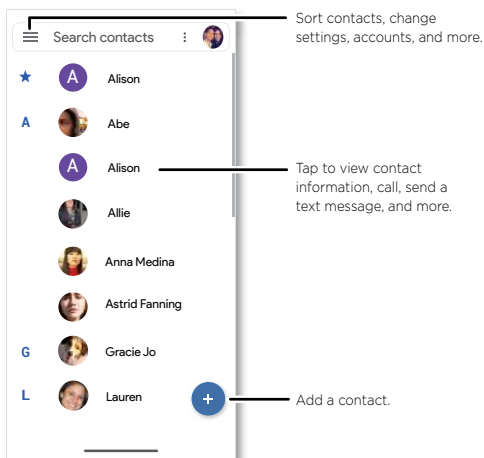 Sort contacts, change
settings, accounts, and more.
Search contacts
A Alison
A Abe
A Alison
Tap to view contact
information, call, send a
text message, and more.
Allie
Anna Medina
Astrid Fanning
G Gracie Jo
L Lauren
+
Add a contact.